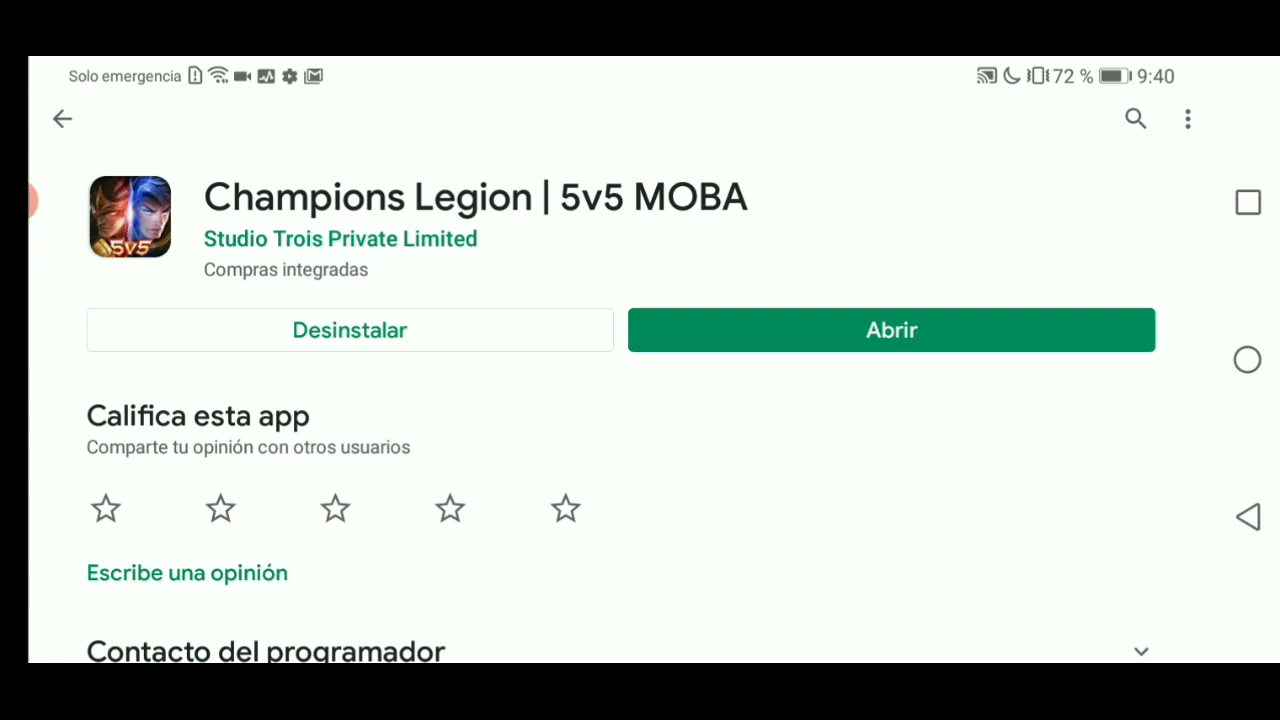 Solo emergencia 72 % 9:40
Champions Legion | 5v5 MOBA
5V5
Studio Trois Private Limited
Compras integradas
Desinstalar Abrir
Califica esta app
Comparte tu opinión con otros usuarios
Escribe una opinión
Contacto del programador